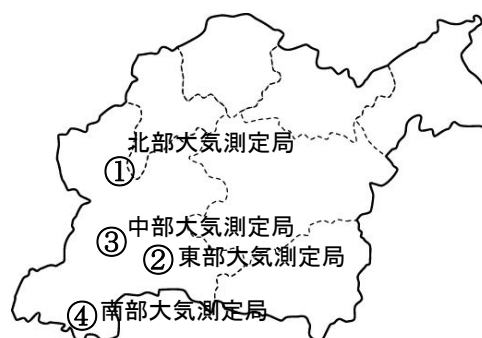 北部大気測定局
①
中部大気測定局
③
②東部大気測定局
④南部大気測定局